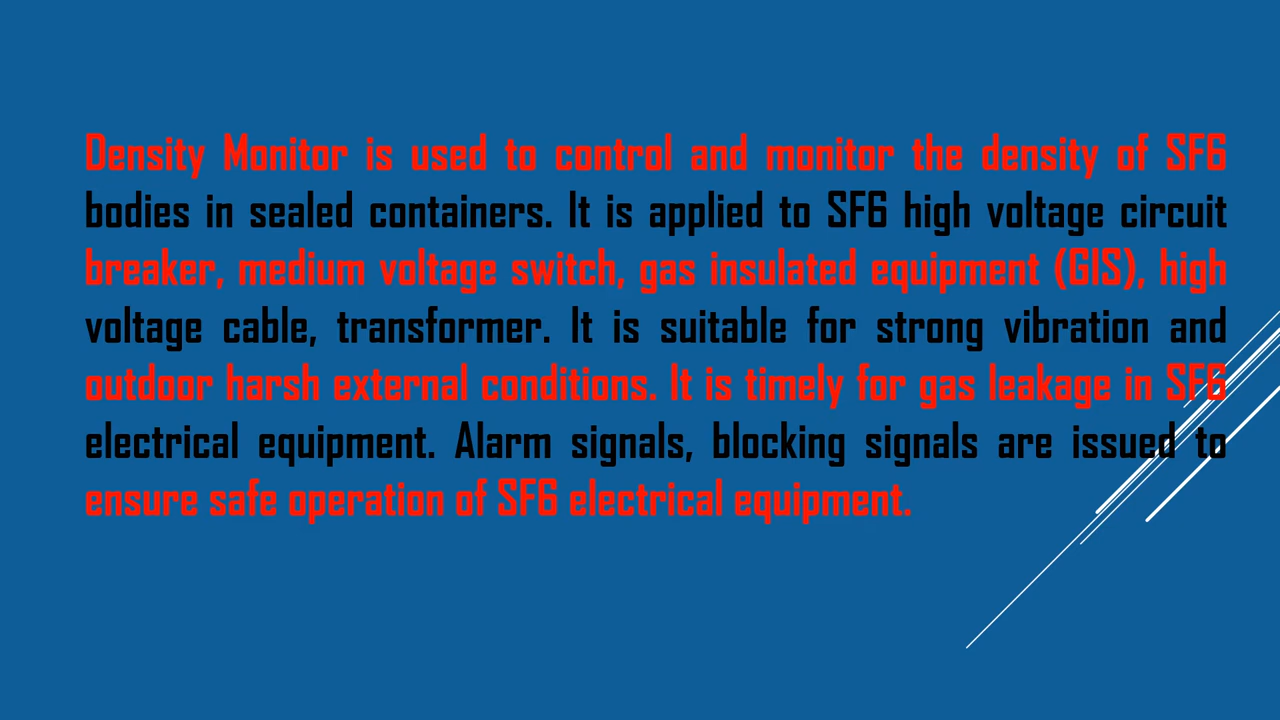 Density Monitor is used to control and monitor the density of SF6
bodies in sealed containers. It is applied to SF6 high voltage circuit
breaker, medium voltage switch, gas insulated equipment (GIS), high
voltage cable, transformer. It is suitable for strong vibration and
outdoor harsh external conditions. It is timely for gas leakage in SF6
electrical equipment. Alarm signals, blocking signals are issued to
ensure safe operation of SF6 electrical equipment.